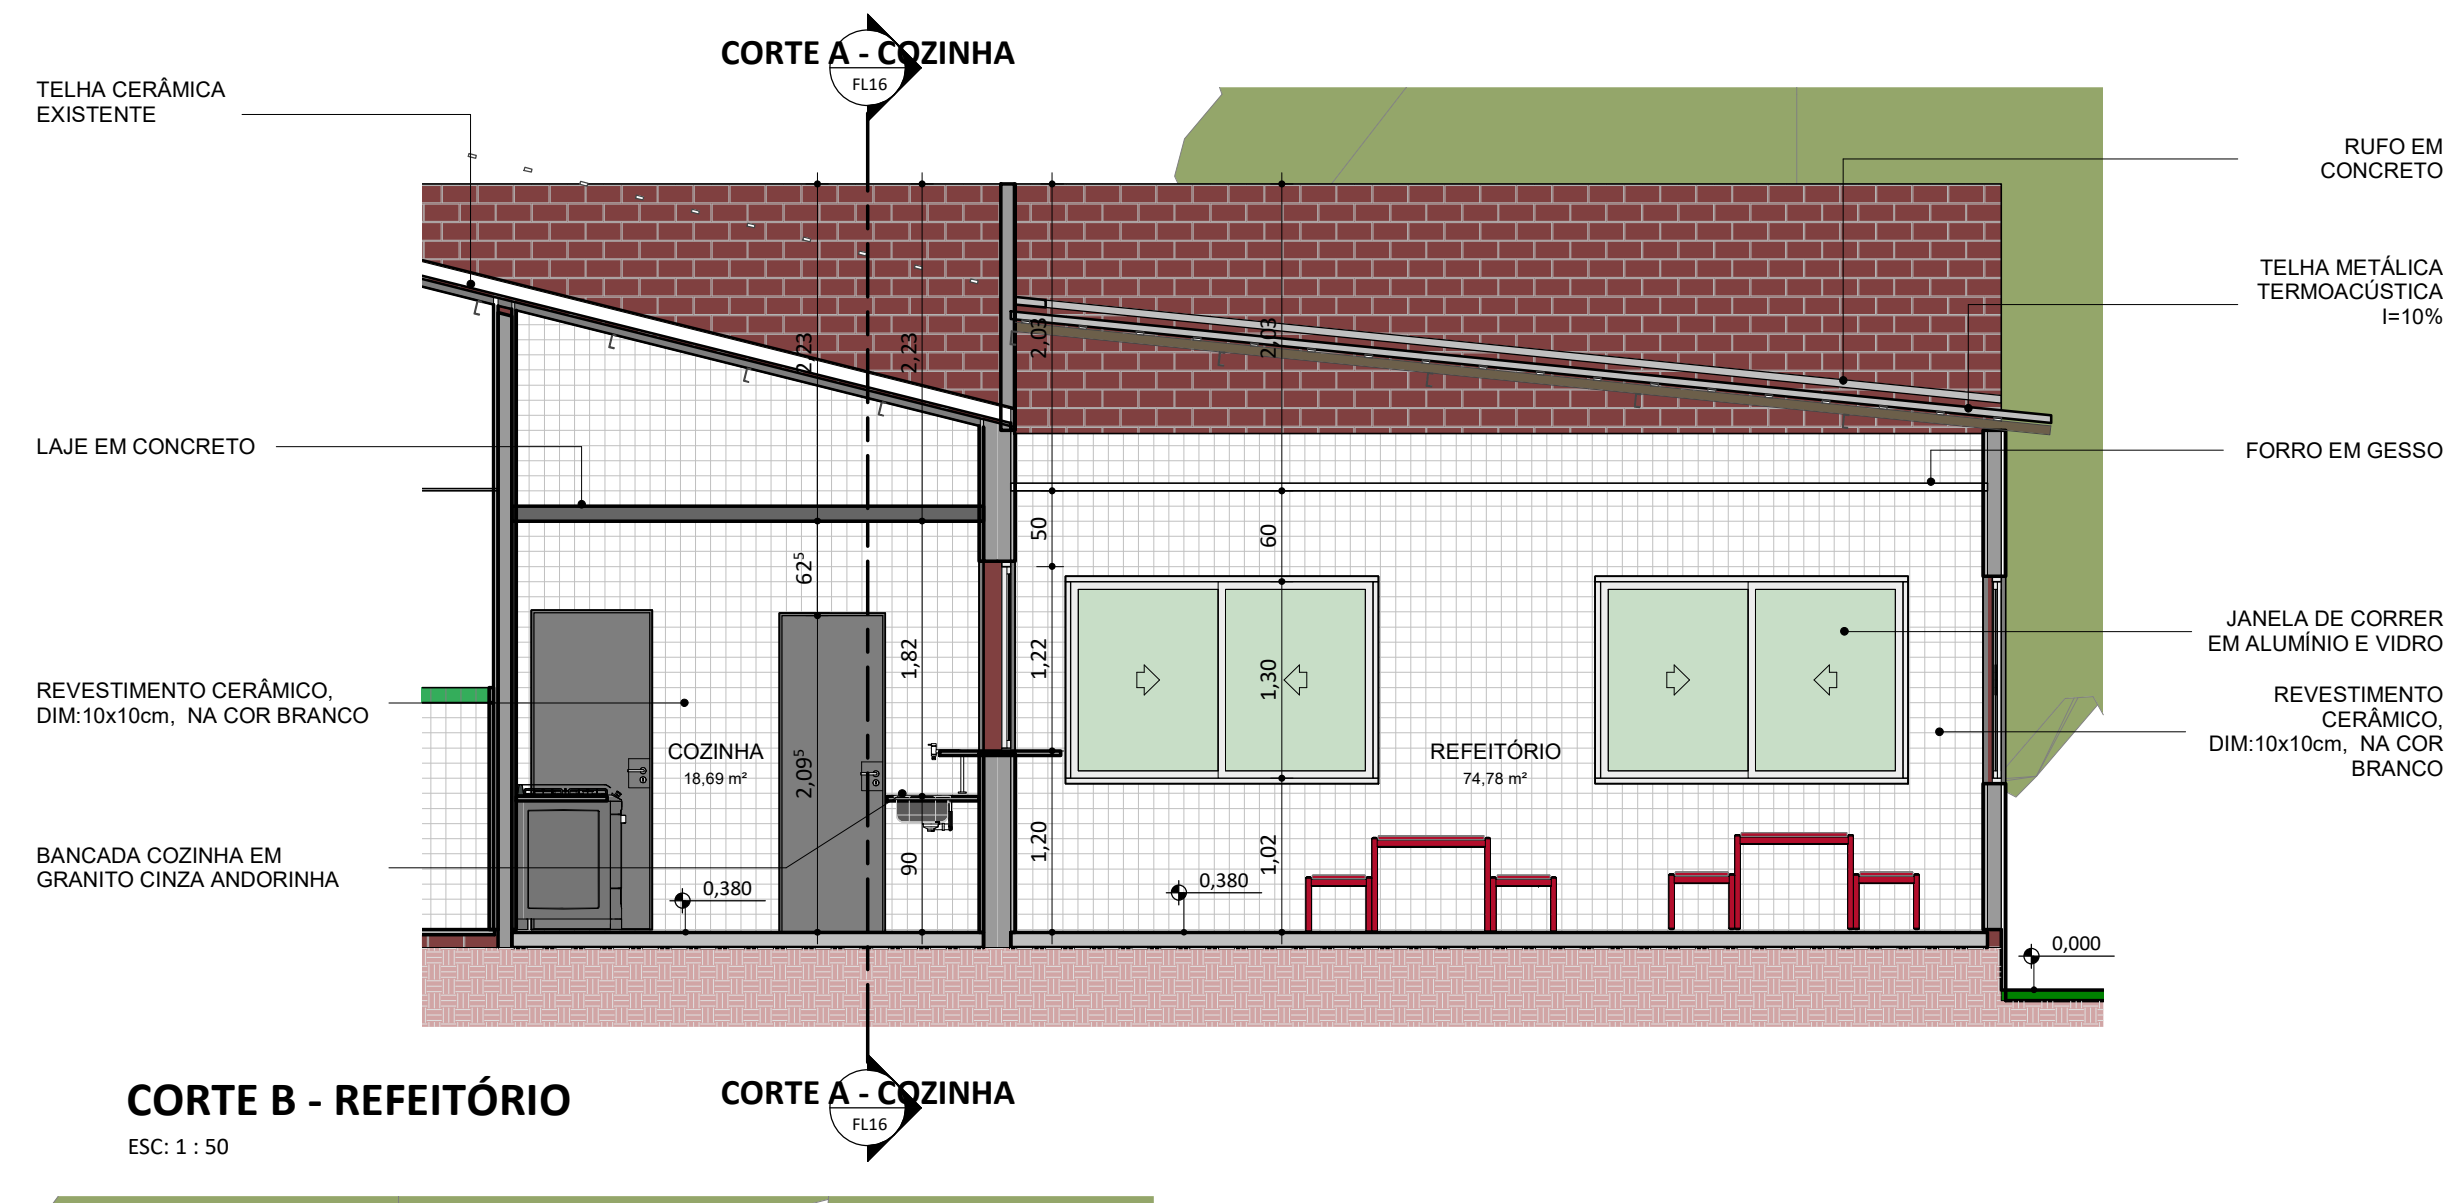 CORTE A - COZINHA
FL16
TELHA CERÂMICA
EXISTENTE
RUFO EM
CONCRETO
TELHA METÁLICA
TERMOACÚSTICA
I=10%
2,23
2,23
2,03
2,03
LAJE EM CONCRETO
FORRO EM GESSO
62⁵
50
60
1,82
1,22
1,30
JANELA DE CORRER
EM ALUMÍNIO E VIDRO
REVESTIMENTO CERÂMICO,
DIM:10x10cm, NA COR BRANCO
REVESTIMENTO
CERÂMICO,
DIM:10x10cm, NA COR
BRANCO
COZINHA
18,69 m²
2,09⁵
REFEITÓRIO
74,78 m²
BANCADA COZINHA EM
GRANITO CINZA ANDORINHA
90
1,20
1,02
0,380
0,380
0,000
CORTE B - REFEITÓRIO
ESC: 1 : 50
CORTE A - COZINHA
FL16